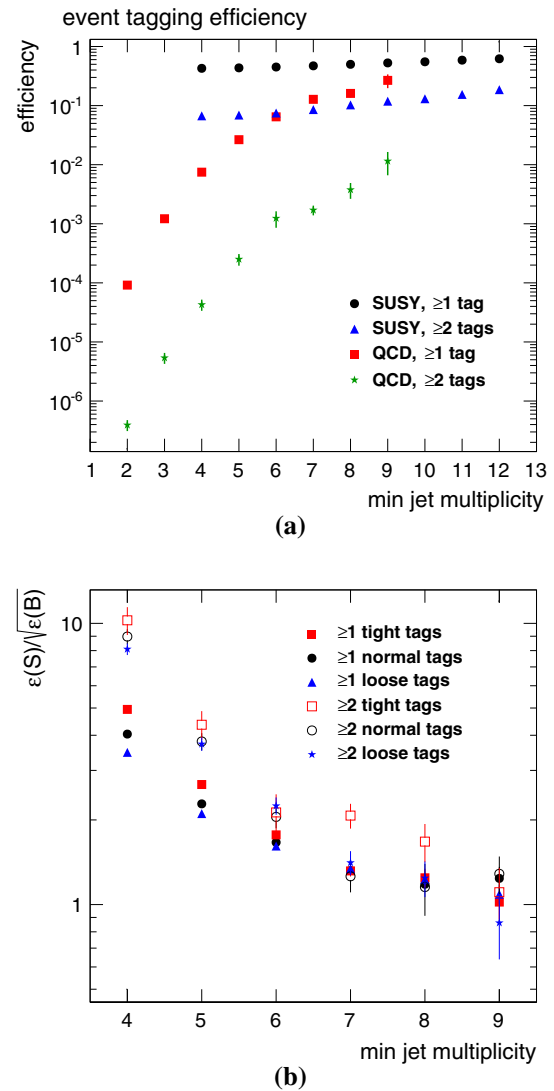 event tagging efficiency
efficiency
1
10-1
10-2
10-3
10-4
10-5
10-6
SUSY, ≥1 tag
SUSY, ≥2 tags
QCD, ≥1 tag
QCD, ≥2 tags
1 2 3 4 5 6 7 8 9 10 11 12 13
min jet multiplicity
(a)
ε(S)/√ε(B)
10
1
≥1 tight tags
≥1 normal tags
≥1 loose tags
≥2 tight tags
≥2 normal tags
≥2 loose tags
4 5 6 7 8 9
min jet multiplicity
(b)